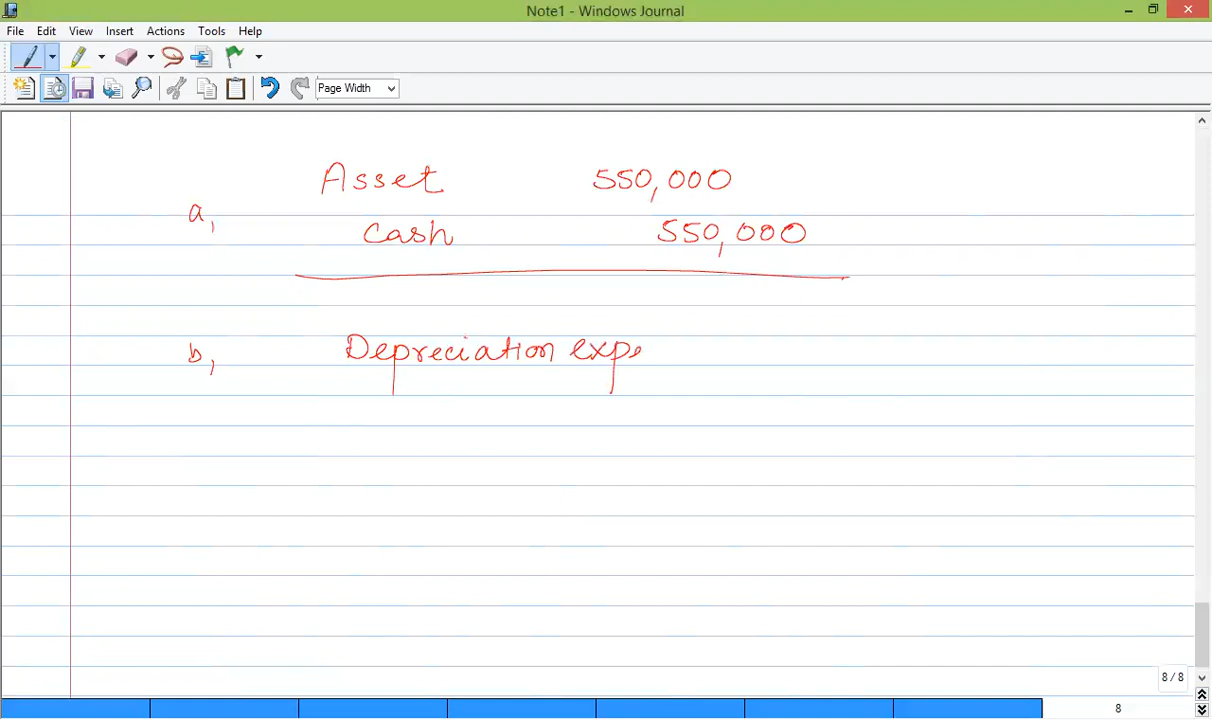 Note1 - Windows Journal
File Edit View Insert Actions Tools Help
Page Width
Asset 550,000
a,
Cash 550,000
b, Depreciation expe
8 / 8
8